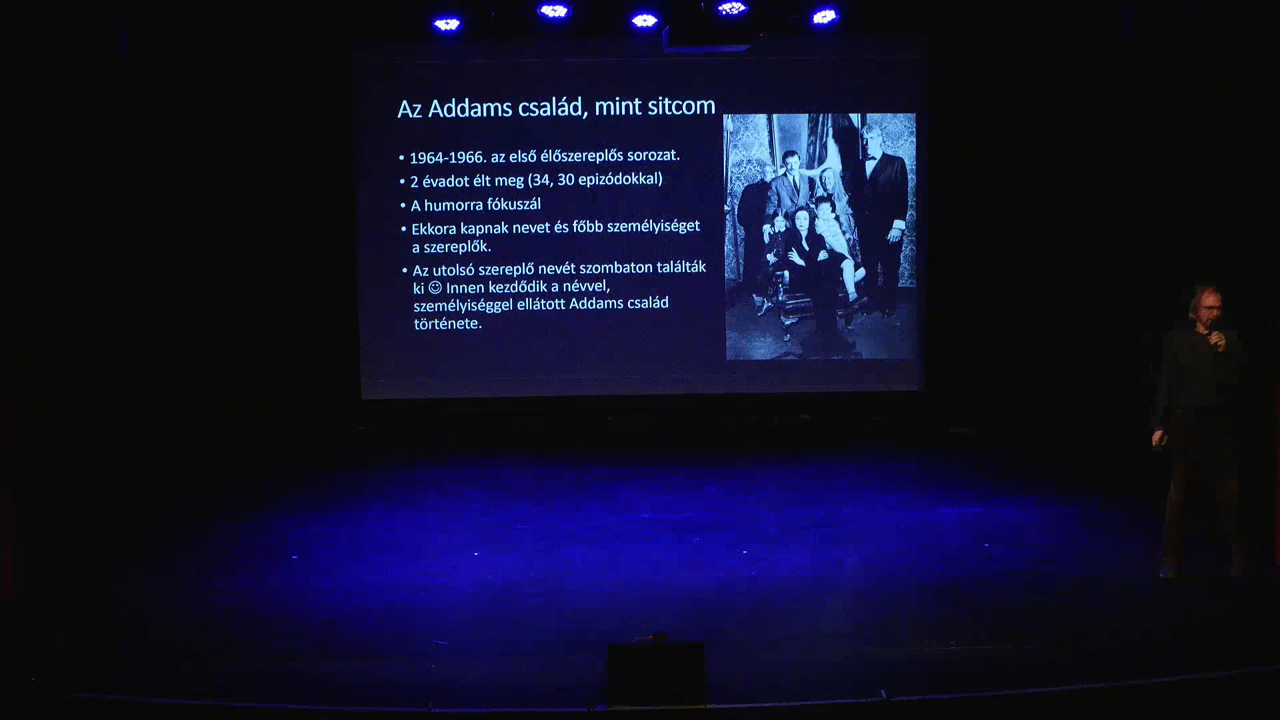 Az Addams család, mint sitcom
• 1964-1966. az első élőszereplős sorozat.
• 2 évadot élt meg (34, 30 epizódokkal)
• A humorra fókuszál
• Ekkora kapnak nevet és főbb személyiséget
a szereplők.
• Az utolsó szereplő nevét szombaton találták
ki ☺ Innen kezdődik a névvel,
személyiséggel ellátott Addams család
története.